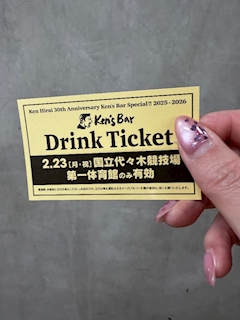 Ken Hirai 30th Anniversary Ken's Bar Special!! 2025 - 2026
Ken's Bar
Drink Ticket
2.23[月・祝]国立代々木競技場
第一体育館のみ有効